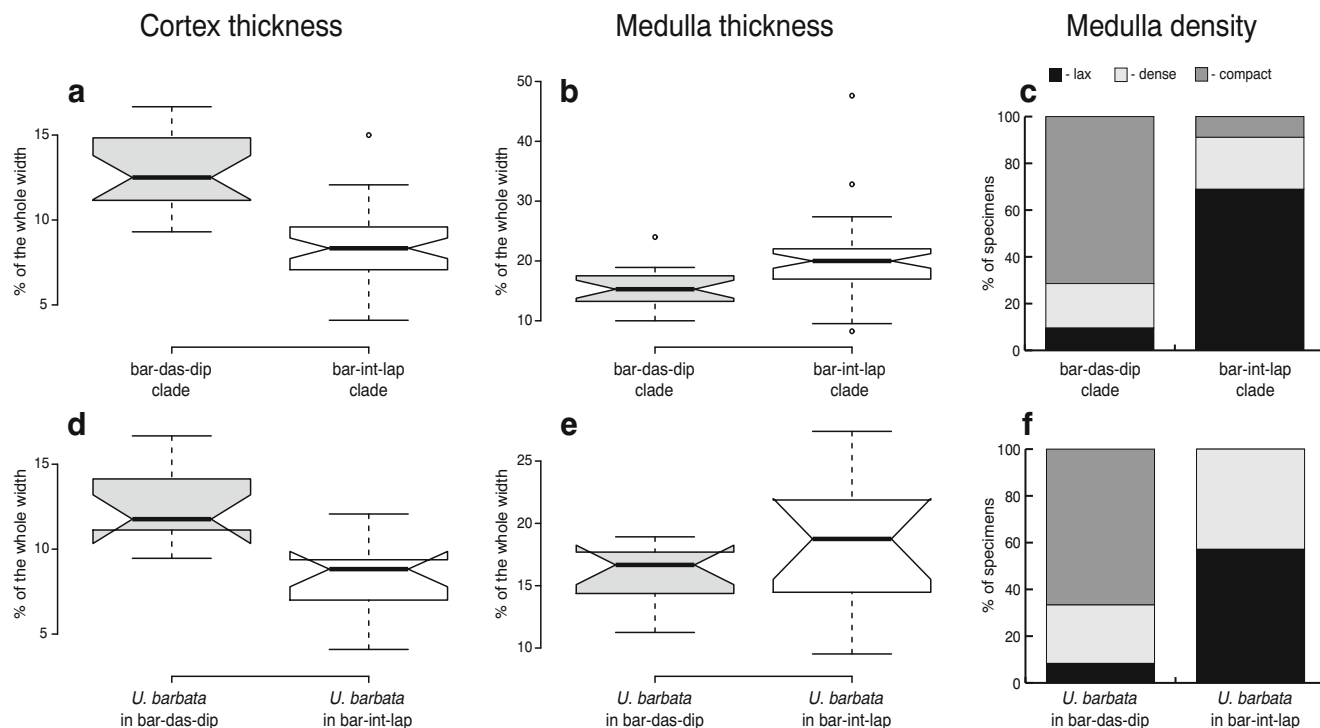 Cortex thickness
Medulla thickness
Medulla density
- lax - dense - compact
a
% of the whole width
15
10
5
bar-das-dip
clade
bar-int-lap
clade
b
% of the whole width
50
40
30
20
10
bar-das-dip
clade
bar-int-lap
clade
c
% of specimens
100
80
60
40
20
0
bar-das-dip
clade
bar-int-lap
clade
d
% of the whole width
15
10
5
U. barbata
in bar-das-dip
U. barbata
in bar-int-lap
e
% of the whole width
25
20
15
10
U. barbata
in bar-das-dip
U. barbata
in bar-int-lap
f
% of specimens
100
80
60
40
20
0
U. barbata
in bar-das-dip
U. barbata
in bar-int-lap